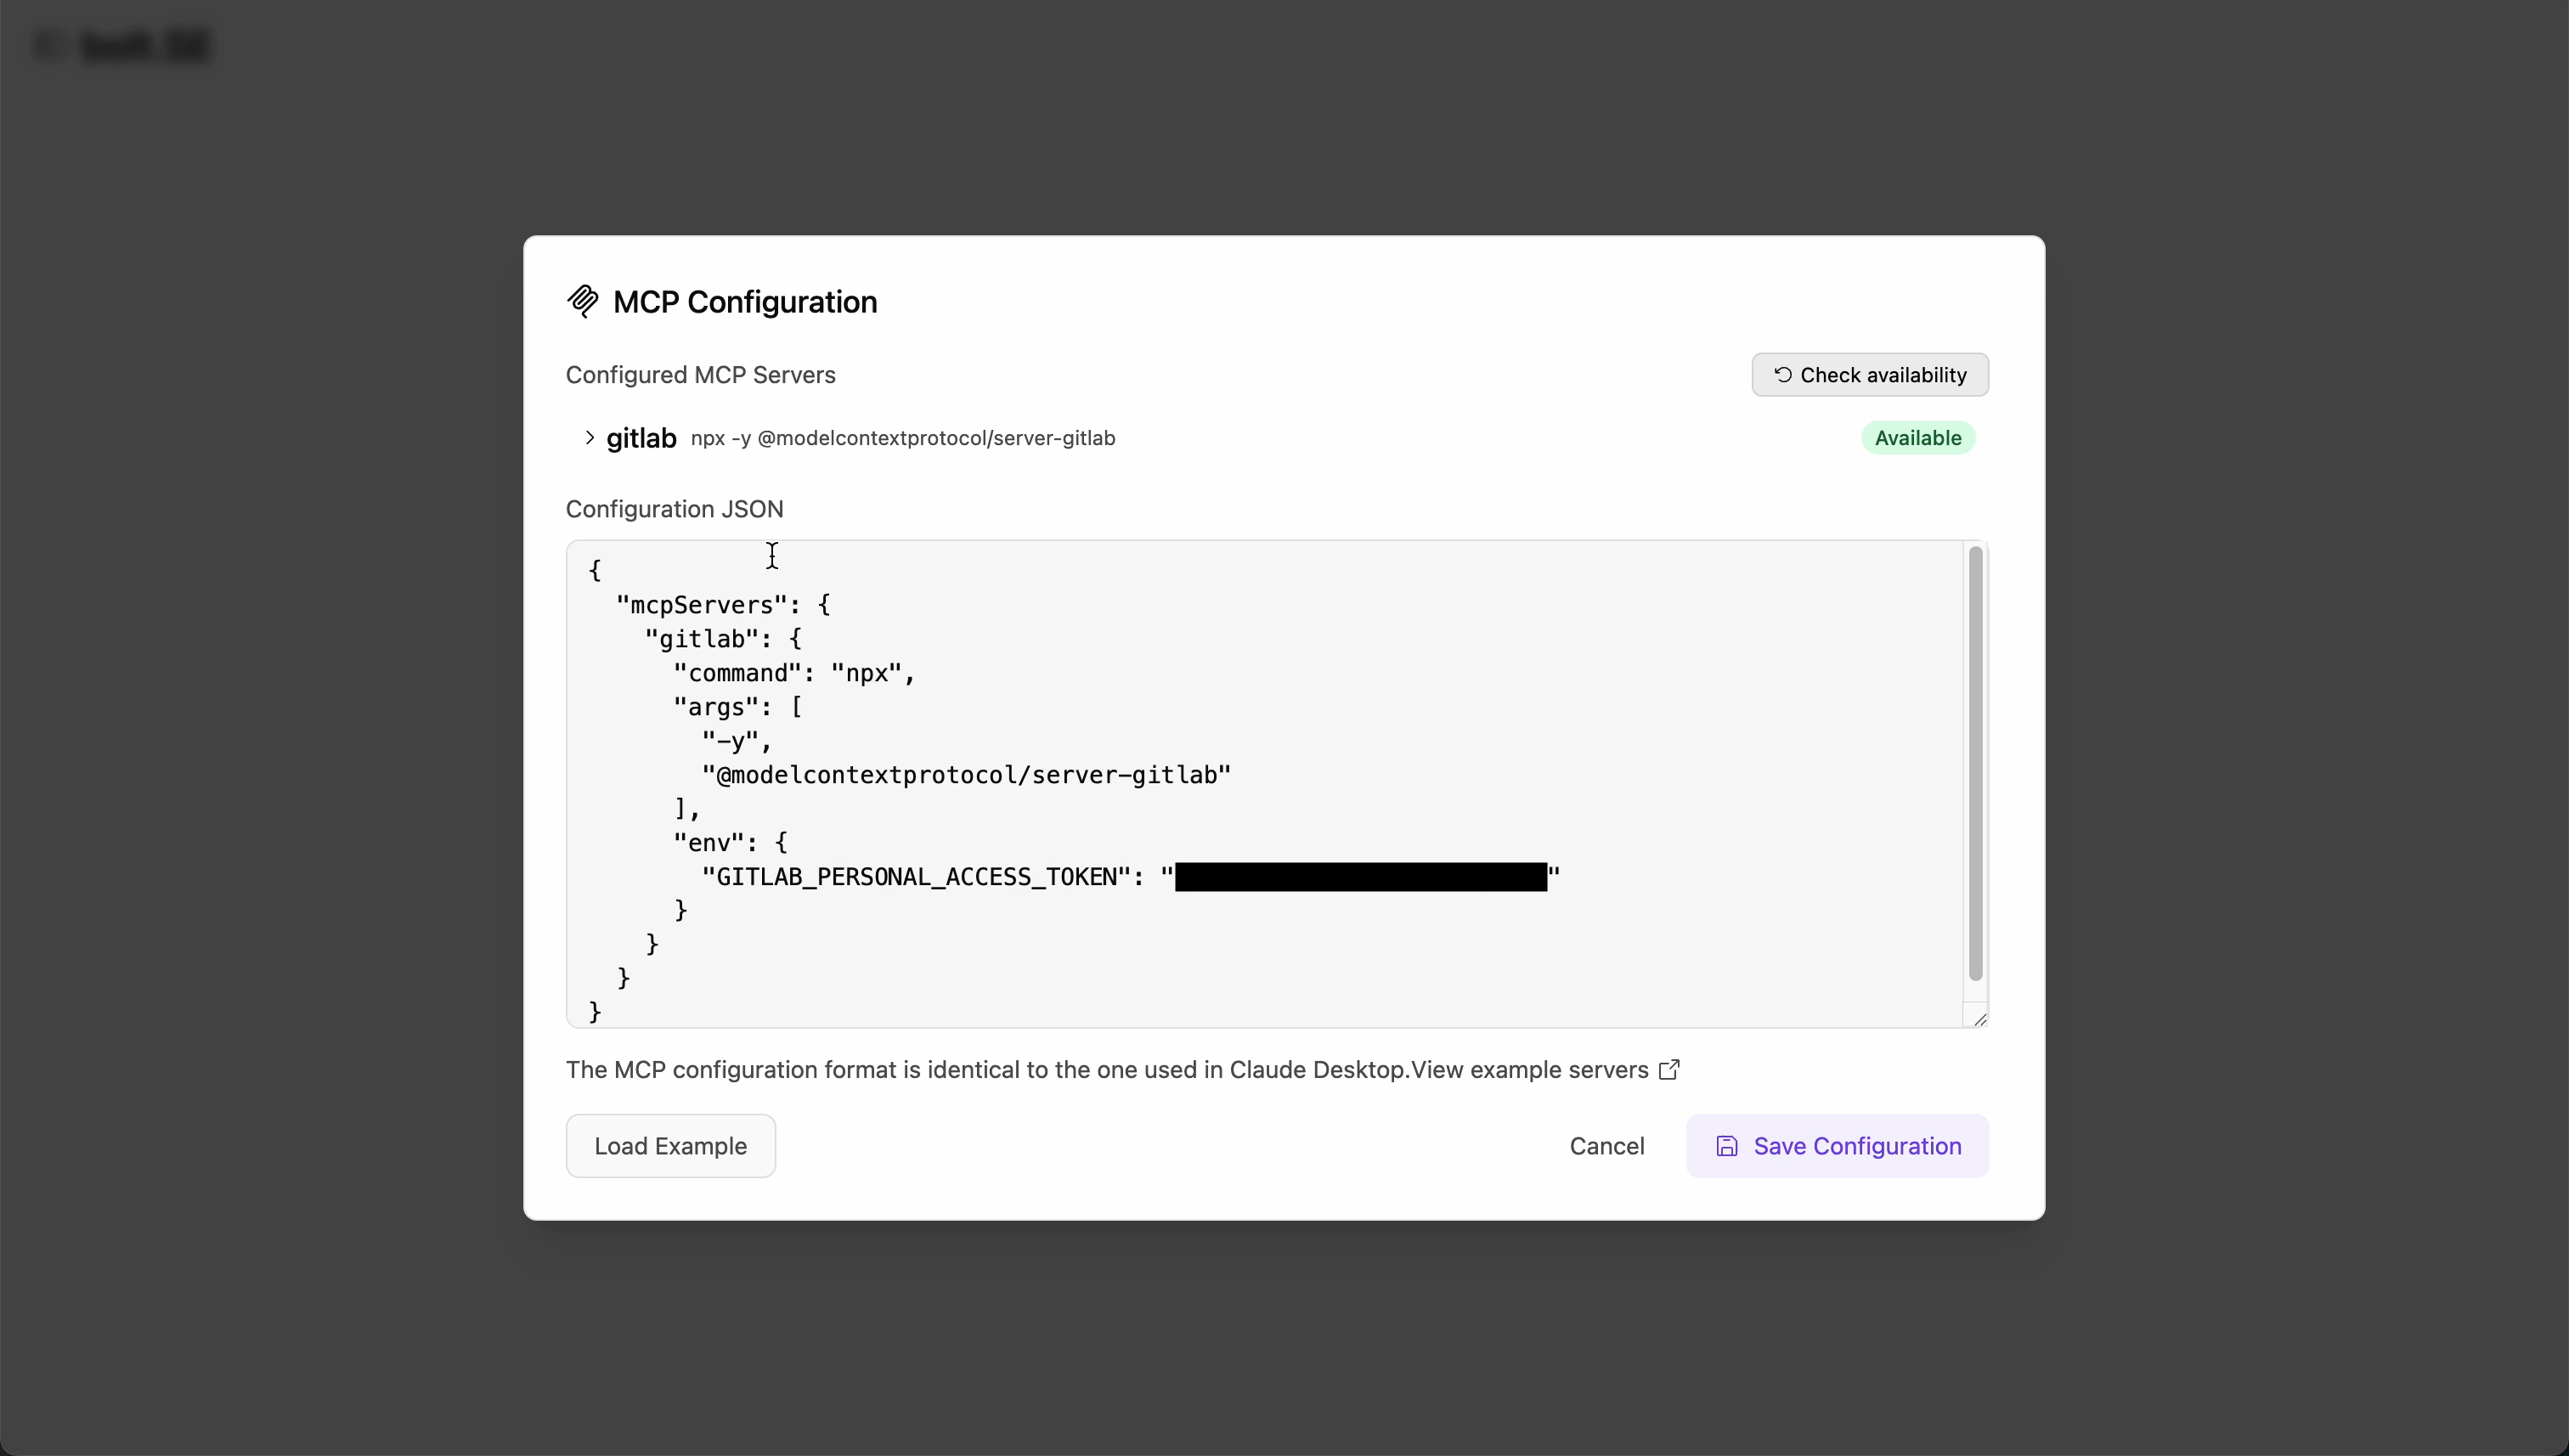 bolt.SE
MCP Configuration
Configured MCP Servers
Check availability
gitlab npx -y @modelcontextprotocol/server-gitlab
Available
Configuration JSON
{
  "mcpServers": {
    "gitlab": {
      "command": "npx",
      "args": [
        "-y",
        "@modelcontextprotocol/server-gitlab"
      ],
      "env": {
        "GITLAB_PERSONAL_ACCESS_TOKEN": ""
      }
    }
  }
}
The MCP configuration format is identical to the one used in Claude Desktop.View example servers
Load Example
Cancel
Save Configuration